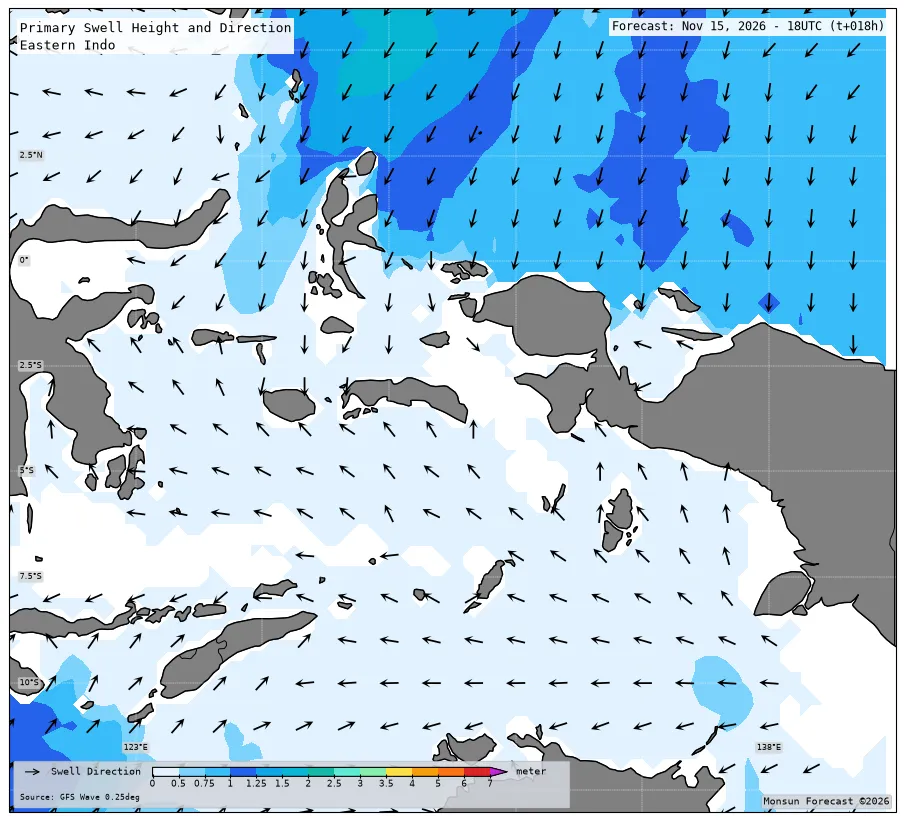 Primary Swell Height and Direction
Eastern Indo
Forecast: Nov 15, 2026 - 18UTC (t+018h)
2.5°N
0°
2.5°S
5°S
7.5°S
10°S
123°E
138°E
Swell Direction
0 0.5 0.75 1 1.25 1.5 2 2.5 3 3.5 4 5 6 7
meter
Source: GFS Wave 0.25deg
Monsun Forecast ©2026